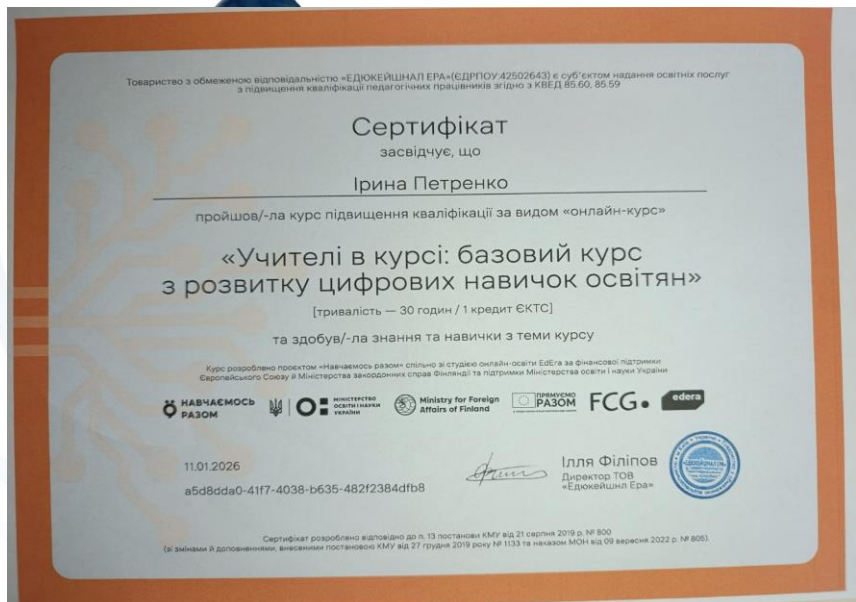 Товариство з обмеженою відповідальністю «ЕДЮКЕЙШНАЛ ЕРА»(ЄДРПОУ:42502643) є суб'єктом надання освітніх послуг
з підвищення кваліфікації педагогічних працівників згідно з КВЕД 85.60, 85.59
Сертифікат
засвідчує, що
Ірина Петренко
пройшов/-ла курс підвищення кваліфікації за видом «онлайн-курс»
«Учителі в курсі: базовий курс
з розвитку цифрових навичок освітян»
[тривалість — 30 годин / 1 кредит ЄКТС]
та здобув/-ла знання та навички з теми курсу
Курс розроблено проєктом «Навчаємось разом» спільно зі студією онлайн-освіти EdEra за фінансової підтримки
Європейського Союзу й Міністерства закордонних справ Фінляндії та підтримки Міністерства освіти і науки України
НАВЧАЄМОСЬ
РАЗОМ
МІНІСТЕРСТВО
ОСВІТИ І НАУКИ
УКРАЇНИ
Ministry for Foreign
Affairs of Finland
ПРЯМУЄМО
РАЗОМ
FCG
edera
11.01.2026
a5d8dda0-41f7-4038-b635-482f2384dfb8
Ілля Філіпов
Директор ТОВ
«Едюкейшнл Ера»
Сертифікат розроблено відповідно до п. 13 постанови КМУ від 21 серпня 2019 р. № 800
(зі змінами й доповненнями, внесеними постановою КМУ від 27 грудня 2019 року № 1133 та наказом МОН від 09 вересня 2022 р. № 805).